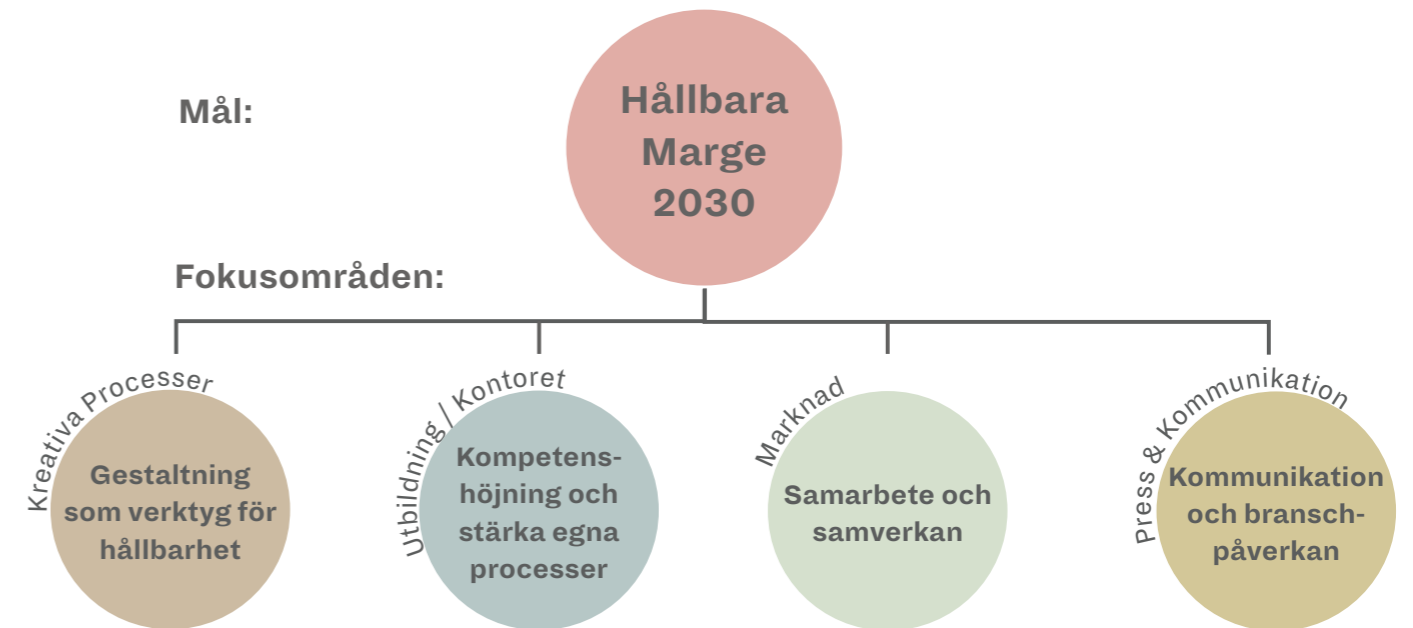 Mål:
Hållbara
Marge
2030
Fokusområden:
Kreativa Processer
Gestaltning
som verktyg för
hållbarhet
Utbildning / Kontoret
Kompetens-
höjning och
stärka egna
processer
Marknad
Samarbete och
samverkan
Press & Kommunikation
Kommunikation
och bransch-
påverkan